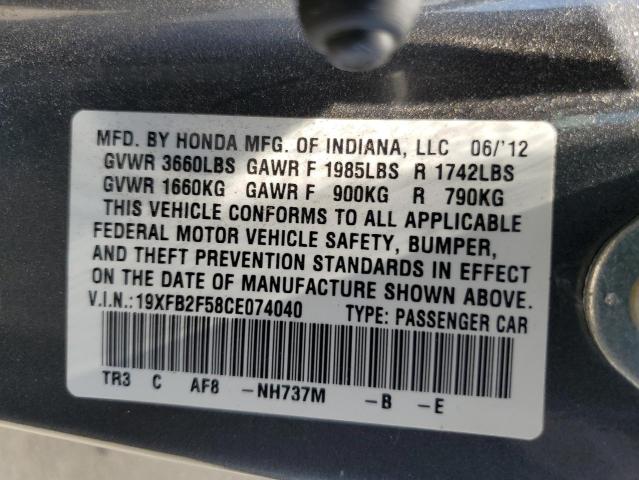 MFD. BY HONDA MFG. OF INDIANA, LLC 06/'12
GVWR 3660LBS GAWR F 1985LBS R 1742LBS
GVWR 1660KG GAWR F 900KG R 790KG
THIS VEHICLE CONFORMS TO ALL APPLICABLE
FEDERAL MOTOR VEHICLE SAFETY, BUMPER,
AND THEFT PREVENTION STANDARDS IN EFFECT
ON THE DATE OF MANUFACTURE SHOWN ABOVE.
V.I.N.:19XFB2F58CE074040 TYPE: PASSENGER CAR
TR3 C AF8 -NH737M -B -E